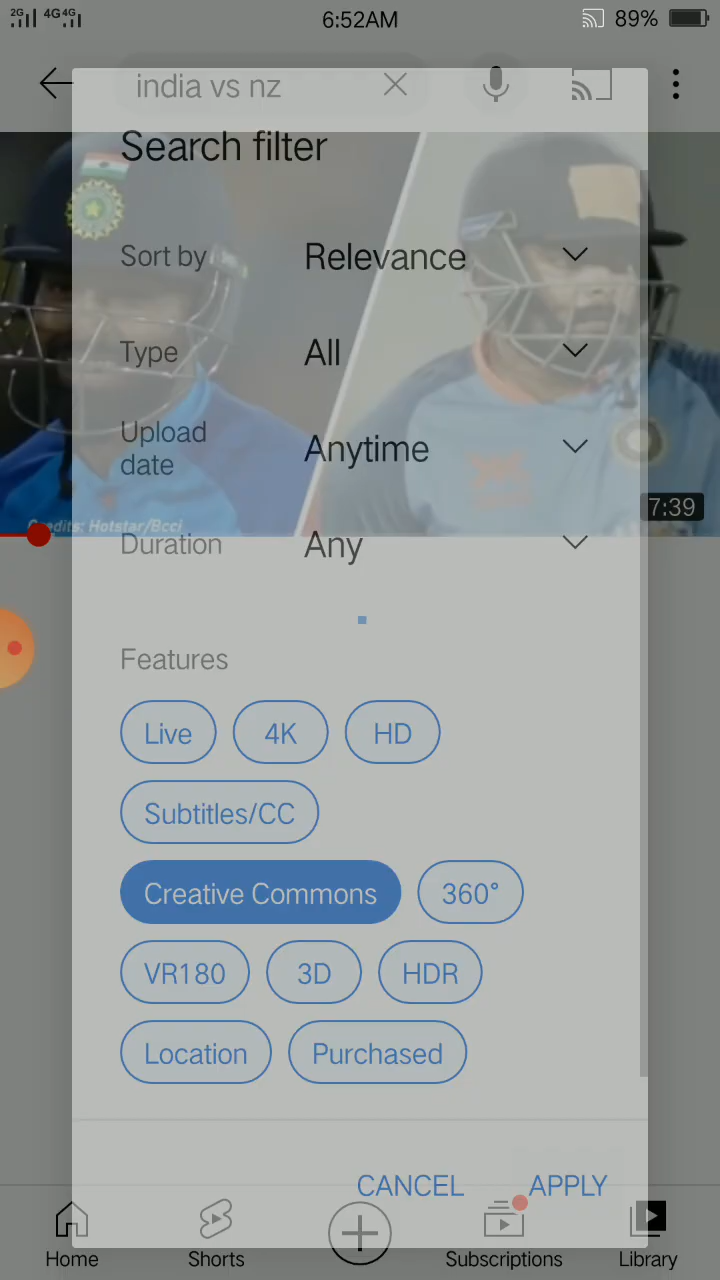 2G 4G4G 6:52AM 89%
india vs nz
Search filter
Sort by Relevance
Type All
Upload date Anytime
7:39
Credits: Hotstar/Bcci
Duration Any
Features
Live 4K HD
Subtitles/CC
Creative Commons 360°
VR180 3D HDR
Location Purchased
CANCEL APPLY
Home Shorts Subscriptions Library